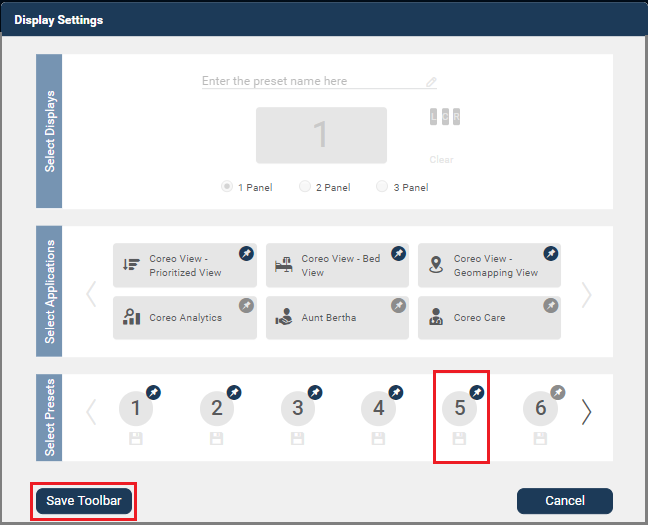 Display Settings
Select Displays
Enter the preset name here
1
L C R
Clear
1 Panel 2 Panel 3 Panel
Select Applications
Coreo View -
Prioritized View
Coreo View - Bed
View
Coreo View -
Geomapping View
Coreo Analytics
Aunt Bertha
Coreo Care
Select Presets
1 2 3 4 5 6
Save Toolbar
Cancel